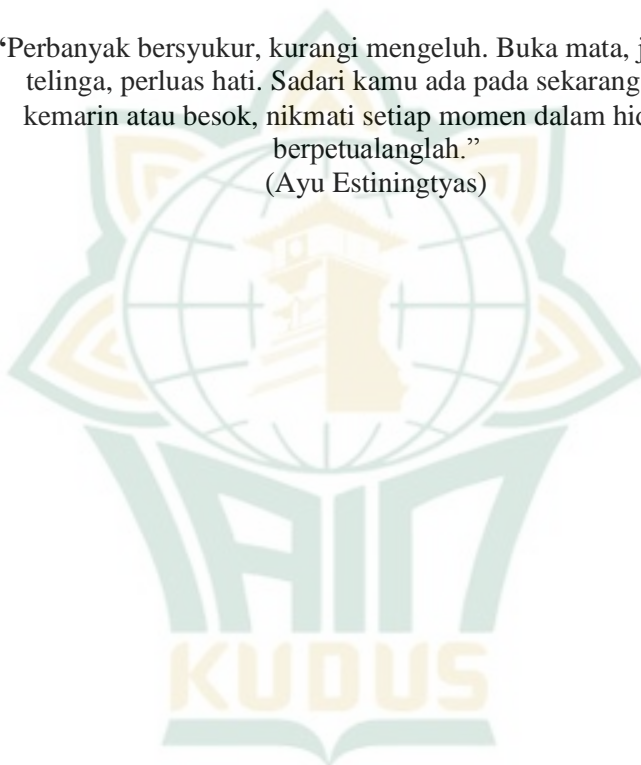 “Perbanyak bersyukur, kurangi mengeluh. Buka mata,
telinga, perluas hati. Sadari kamu ada pada sekarang
kemarin atau besok, nikmati setiap momen dalam
berpetualanglah.”
(Ayu Estiningtyas)
IAIN
KUDUS